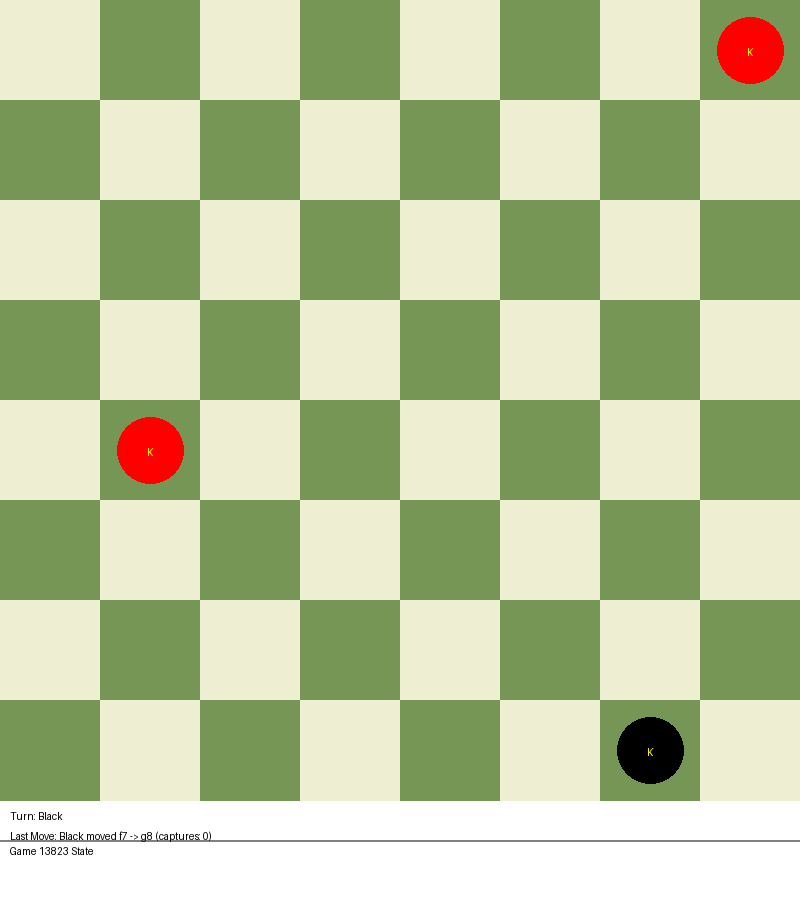 K
K
K
Turn: Black
Last Move: Black moved f7 -> g8 (captures: 0)
Game 13823 State